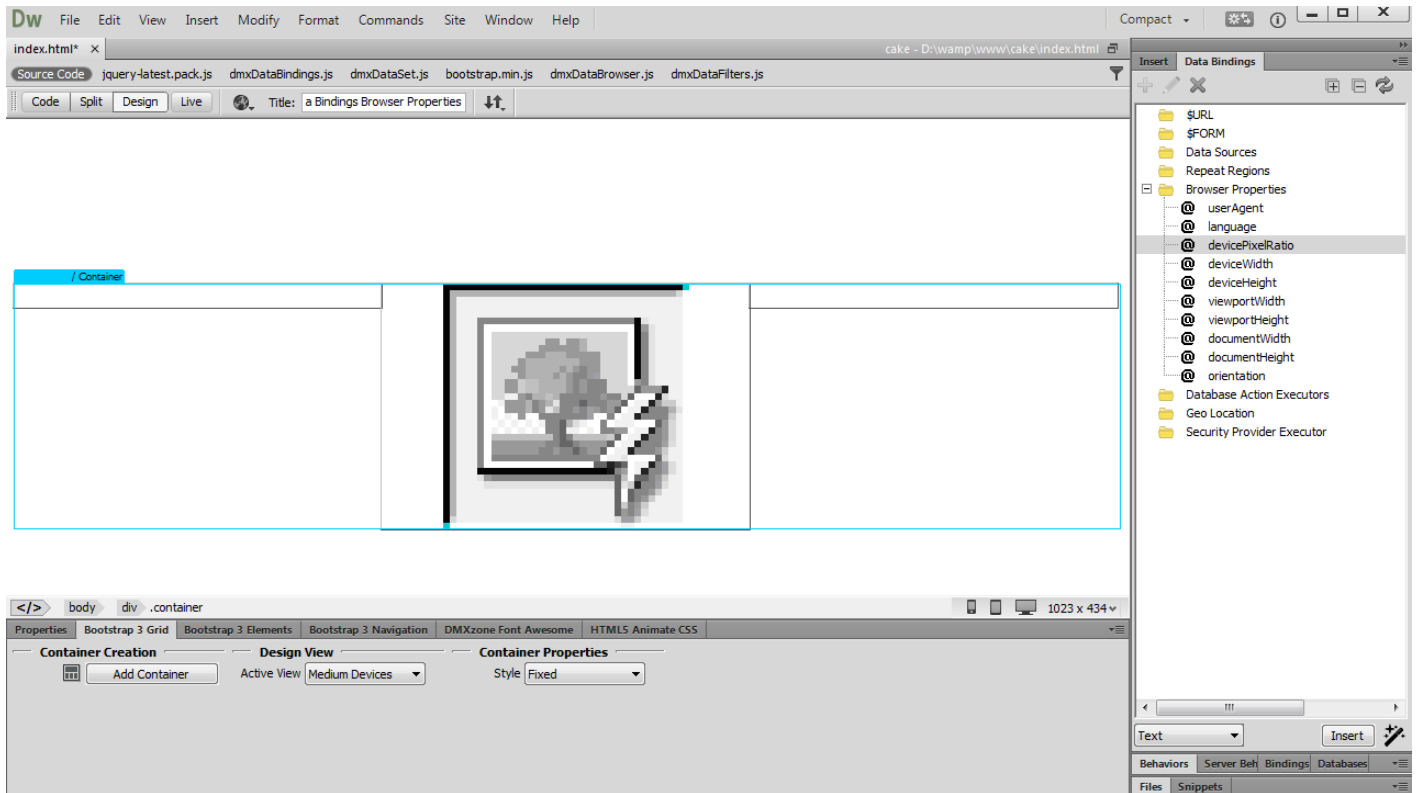 Dw File Edit View Insert Modify Format Commands Site Window Help Compact
index.html* × cake - D:\wamp\www\cake\index.html
Source Code jquery-latest.pack.js dmxDataBindings.js dmxDataSet.js bootstrap.min.js dmxDataBrowser.js dmxDataFilters.js
Code Split Design Live Title: a Bindings Browser Properties
Insert Data Bindings
$URL
$FORM
Data Sources
Repeat Regions
Browser Properties
@ userAgent
@ language
@ devicePixelRatio
@ deviceWidth
@ deviceHeight
@ viewportWidth
@ viewportHeight
@ documentWidth
@ documentHeight
@ orientation
Database Action Executors
Geo Location
Security Provider Executor
/ Container
</> body div .container 1023 x 434
Properties Bootstrap 3 Grid Bootstrap 3 Elements Bootstrap 3 Navigation DMXzone Font Awesome HTML5 Animate CSS
Container Creation Design View Container Properties
Add Container Active View Medium Devices Style Fixed
Text Insert
Behaviors Server Beh Bindings Databases
Files Snippets